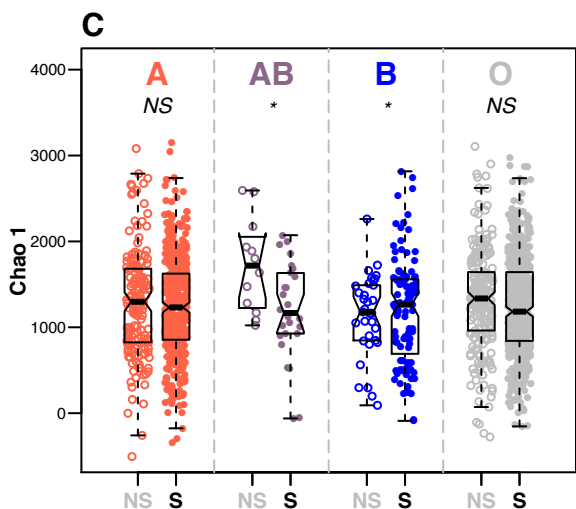 C
A AB B O
NS * * NS
Chao 1
4000
3000
2000
1000
0
NS S NS S NS S NS S